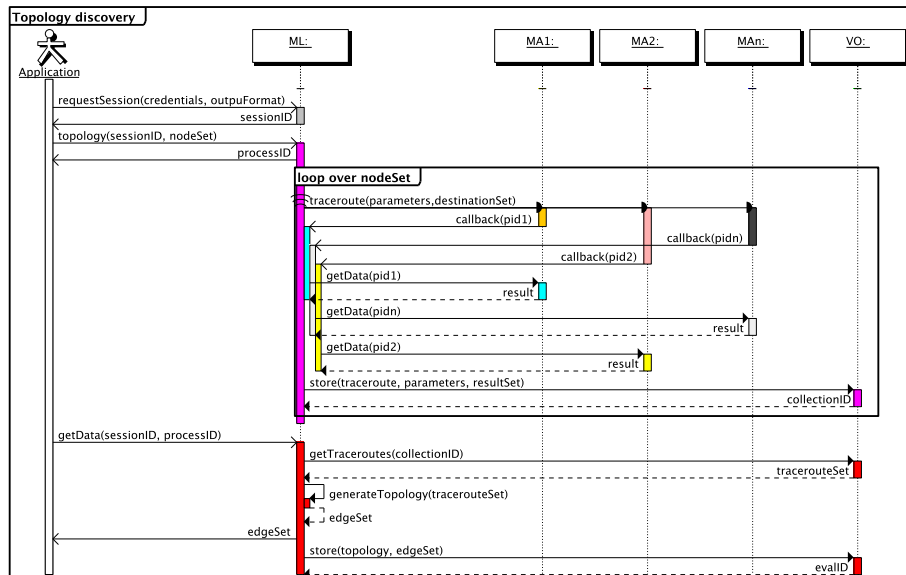 Topology discovery
Application
ML:
MA1:
MA2:
MAn:
VO:
requestSession(credentials, outpuFormat)
sessionID
topology(sessionID, nodeSet)
processID
loop over nodeSet
traceroute(parameters,destinationSet)
callback(pid1)
callback(pidn)
callback(pid2)
getData(pid1)
result
getData(pidn)
result
getData(pid2)
result
store(traceroute, parameters, resultSet)
collectionID
getData(sessionID, processID)
getTraceroutes(collectionID)
tracerouteSet
generateTopology(tracerouteSet)
edgeSet
edgeSet
store(topology, edgeSet)
evalID